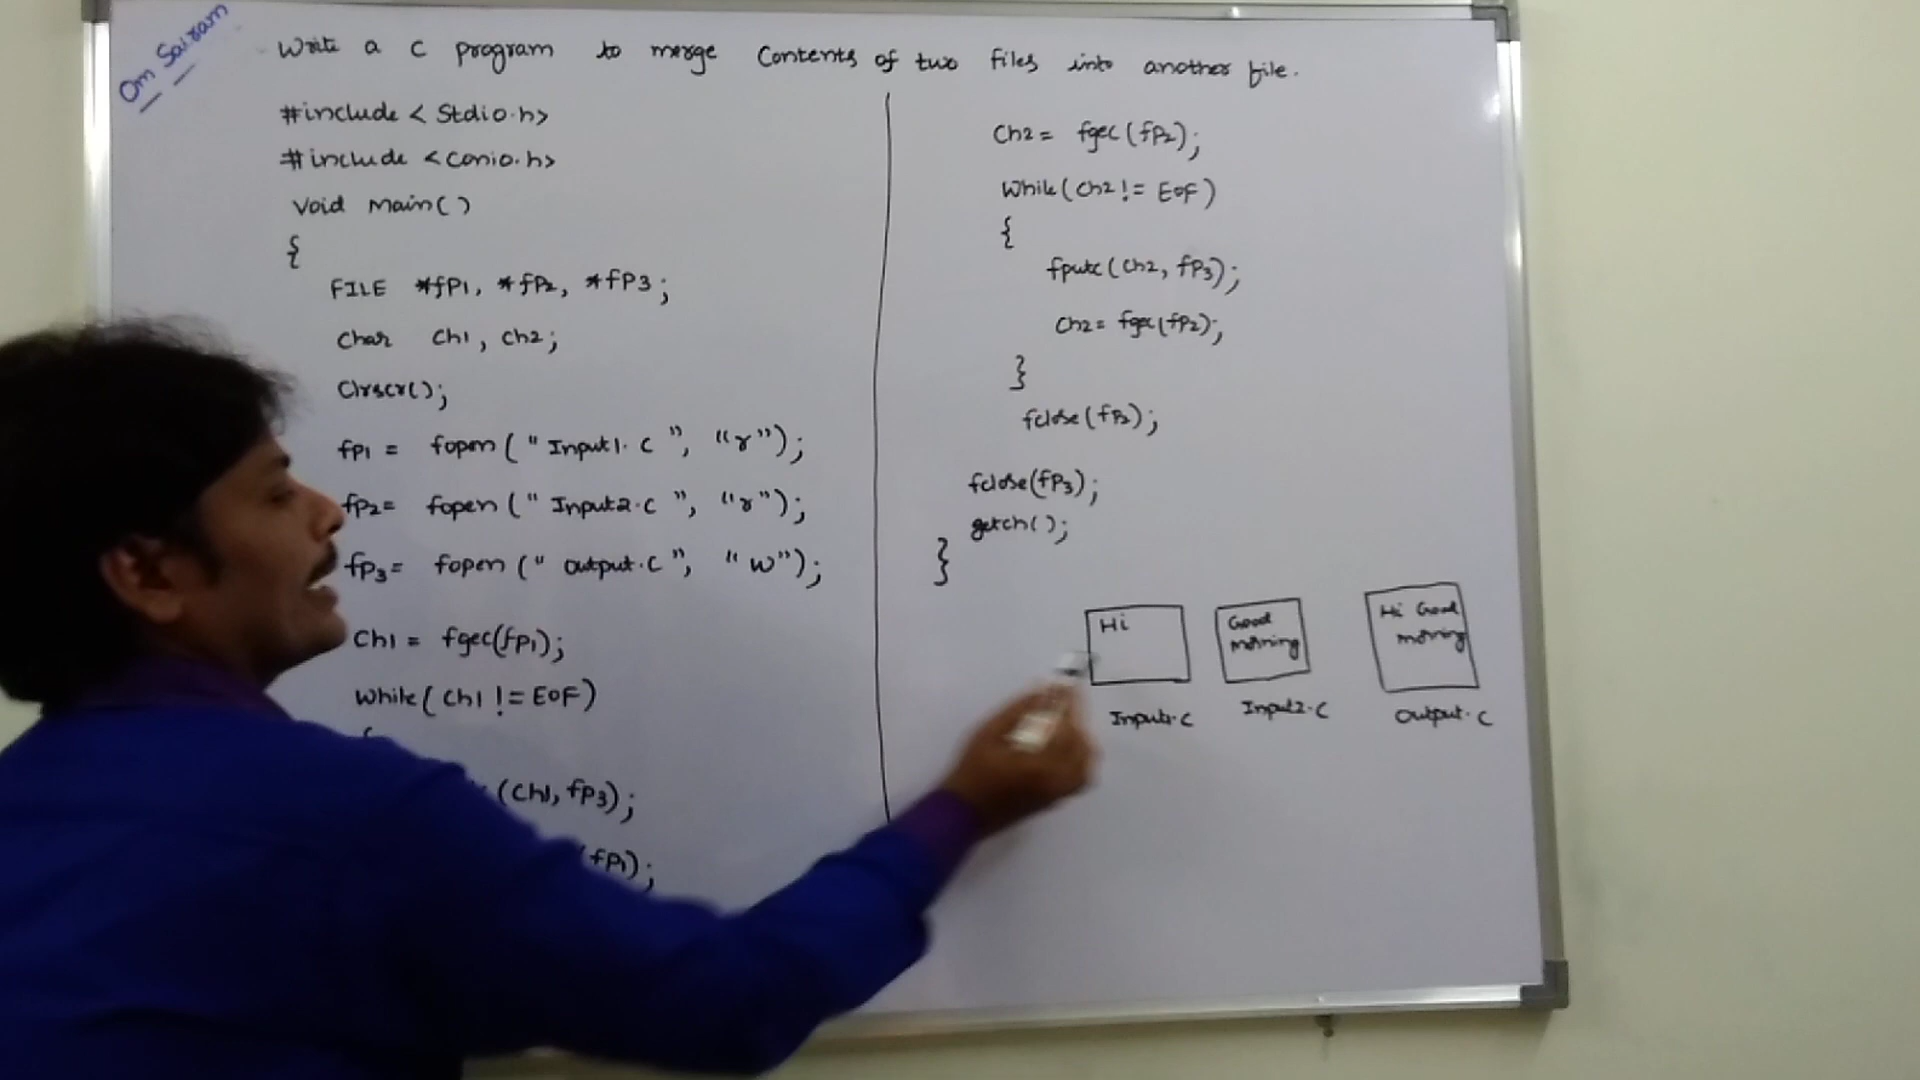 Om Sairam
Write a C program to merge Contents of two files into another file.
#include < Stdio.h>
#include <Conio.h>
Void main()
{
FILE *fP1, *fP2, *fP3;
Char Ch1, Ch2;
Clrscr();
fp1 = fopen("Input1.C", "r");
fp2= fopen("Input2.C", "r");
fp3= fopen("output.C", "w");
Ch1 = fgec(fp1);
While(Ch1 != EOF)
{
(Ch1, fp3);
(fp1);
Ch2= fgec(fp2);
While(Ch2 != EOF)
{
fputc(Ch2, fp3);
Ch2= fgec(fp2);
}
fclose(fp2);
fclose(fp3);
getch();
}
Hi
Input1.C
Good
morning
Input2.C
Hi Good
morning
Output.C